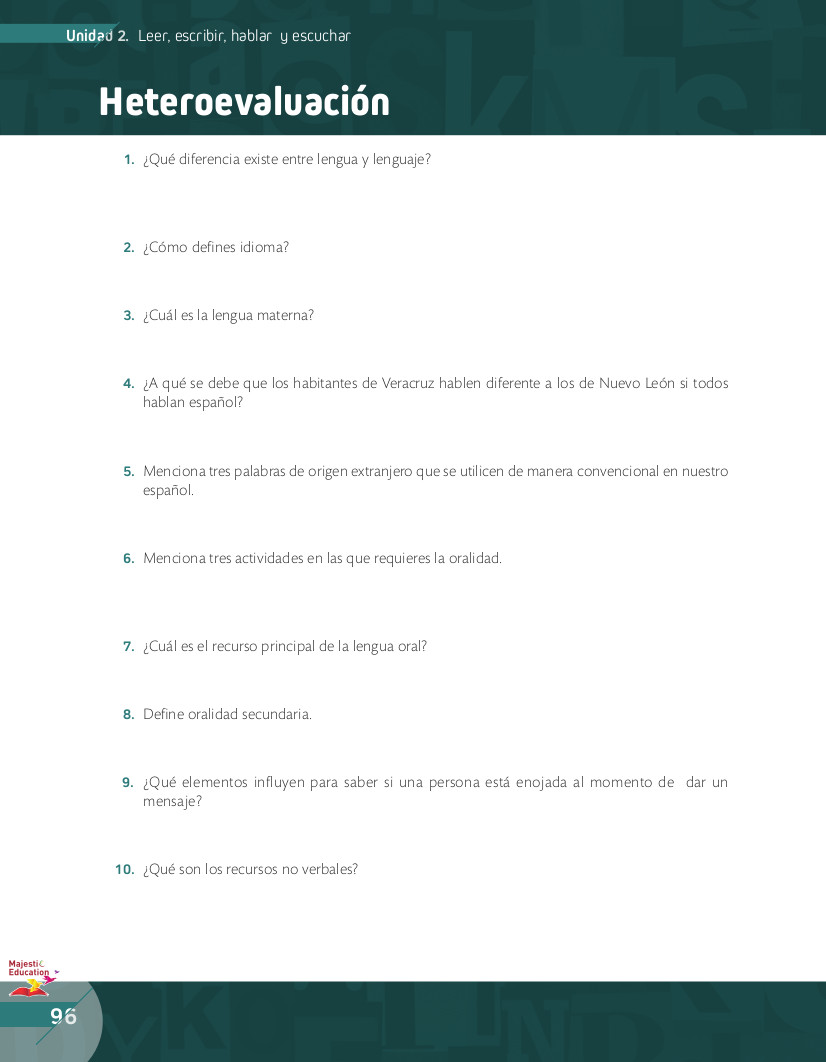 Unidad 2. Leer, escribir, hablar y escuchar
Heteroevaluación
1. ¿Qué diferencia existe entre lengua y lenguaje?
2. ¿Cómo defines idioma?
3. ¿Cuál es la lengua materna?
4. ¿A qué se debe que los habitantes de Veracruz hablen diferente a los de Nuevo León si todos
hablan español?
5. Menciona tres palabras de origen extranjero que se utilicen de manera convencional en nuestro
español.
6. Menciona tres actividades en las que requieres la oralidad.
7. ¿Cuál es el recurso principal de la lengua oral?
8. Define oralidad secundaria.
9. ¿Qué elementos influyen para saber si una persona está enojada al momento de dar un
mensaje?
10. ¿Qué son los recursos no verbales?
Majestic
Education
96